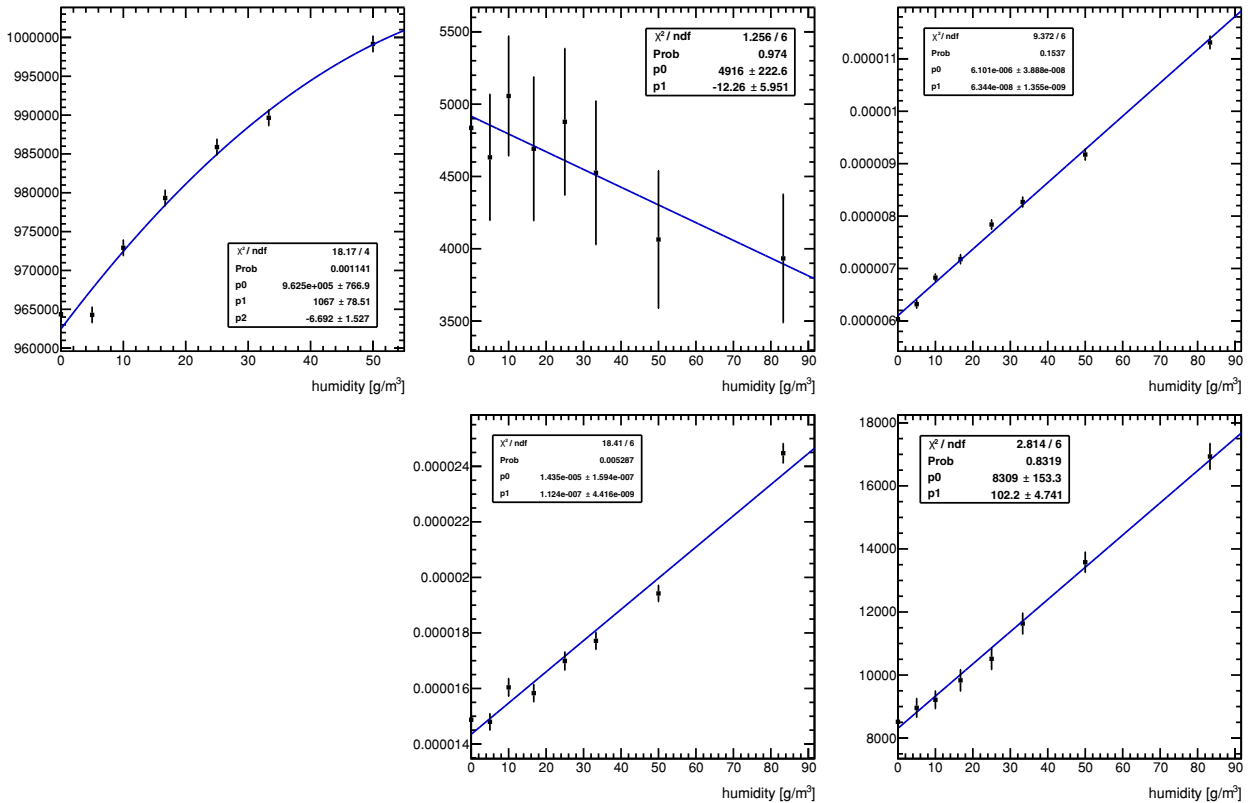 1000000
995000
990000
985000
980000
975000
970000
965000
960000
χ² / ndf 18.17 / 4
Prob 0.001141
p0 9.625e+005 ± 766.9
p1 1067 ± 78.51
p2 -6.692 ± 1.527
0 10 20 30 40 50
humidity [g/m³]
5500
5000
4500
4000
3500
χ² / ndf 1.256 / 6
Prob 0.974
p0 4916 ± 222.6
p1 -12.26 ± 5.951
0 10 20 30 40 50 60 70 80 90
humidity [g/m³]
0.000011
0.00001
0.000009
0.000008
0.000007
0.000006
χ² / ndf 9.372 / 6
Prob 0.1537
p0 6.101e-006 ± 3.888e-008
p1 6.344e-008 ± 1.355e-009
0 10 20 30 40 50 60 70 80 90
humidity [g/m³]
0.000024
0.000022
0.00002
0.000018
0.000016
0.000014
χ² / ndf 18.41 / 6
Prob 0.005287
p0 1.435e-005 ± 1.594e-007
p1 1.124e-007 ± 4.416e-009
0 10 20 30 40 50 60 70 80 90
humidity [g/m³]
18000
16000
14000
12000
10000
8000
χ² / ndf 2.814 / 6
Prob 0.8319
p0 8309 ± 153.3
p1 102.2 ± 4.741
0 10 20 30 40 50 60 70 80 90
humidity [g/m³]